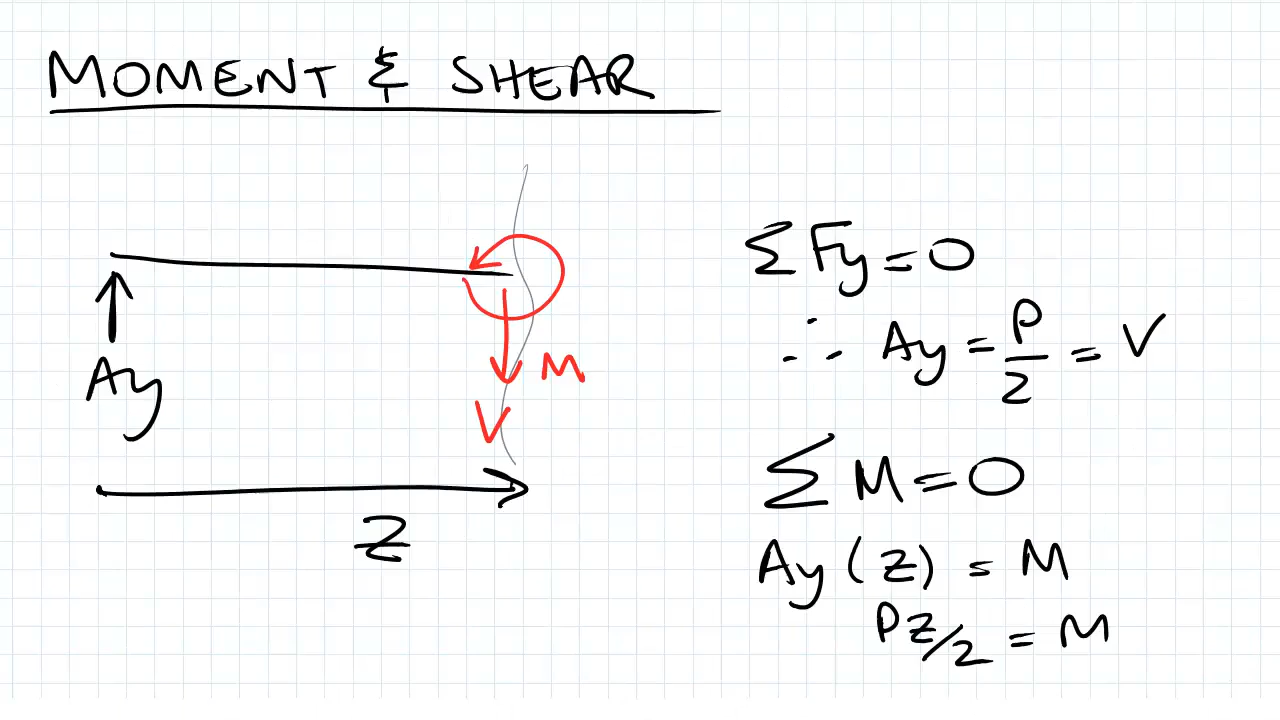 MOMENT & SHEAR
Ay
M
V
Z
ΣFy=0
∴ Ay = P/2 = V
ΣM=0
Ay(z) = M
Pz/2 = M